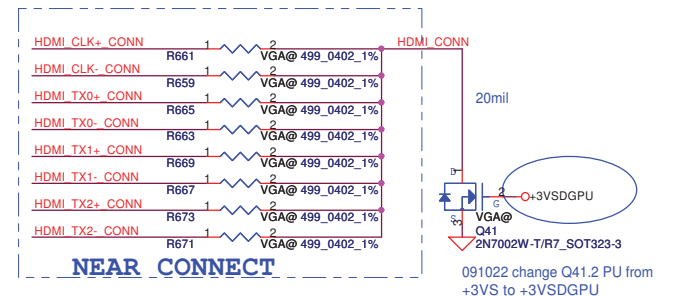 HDMI_CLK+_CONN 1 2 HDMI_CONN
R661 VGA@ 499_0402_1%
HDMI_CLK-_CONN 1 2
R659 VGA@ 499_0402_1%
HDMI_TX0+_CONN 1 2
R665 VGA@ 499_0402_1%
HDMI_TX0-_CONN 1 2
R663 VGA@ 499_0402_1%
HDMI_TX1+_CONN 1 2
R669 VGA@ 499_0402_1%
HDMI_TX1-_CONN 1 2
R667 VGA@ 499_0402_1%
HDMI_TX2+_CONN 1 2
R673 VGA@ 499_0402_1%
HDMI_TX2-_CONN 1 2
R671 VGA@ 499_0402_1%
NEAR CONNECT
20mil
D 1
2 +3VSDGPU
G
S 3
VGA@
Q41
2N7002W-T/R7_SOT323-3
091022 change Q41.2 PU from
+3VS to +3VSDGPU